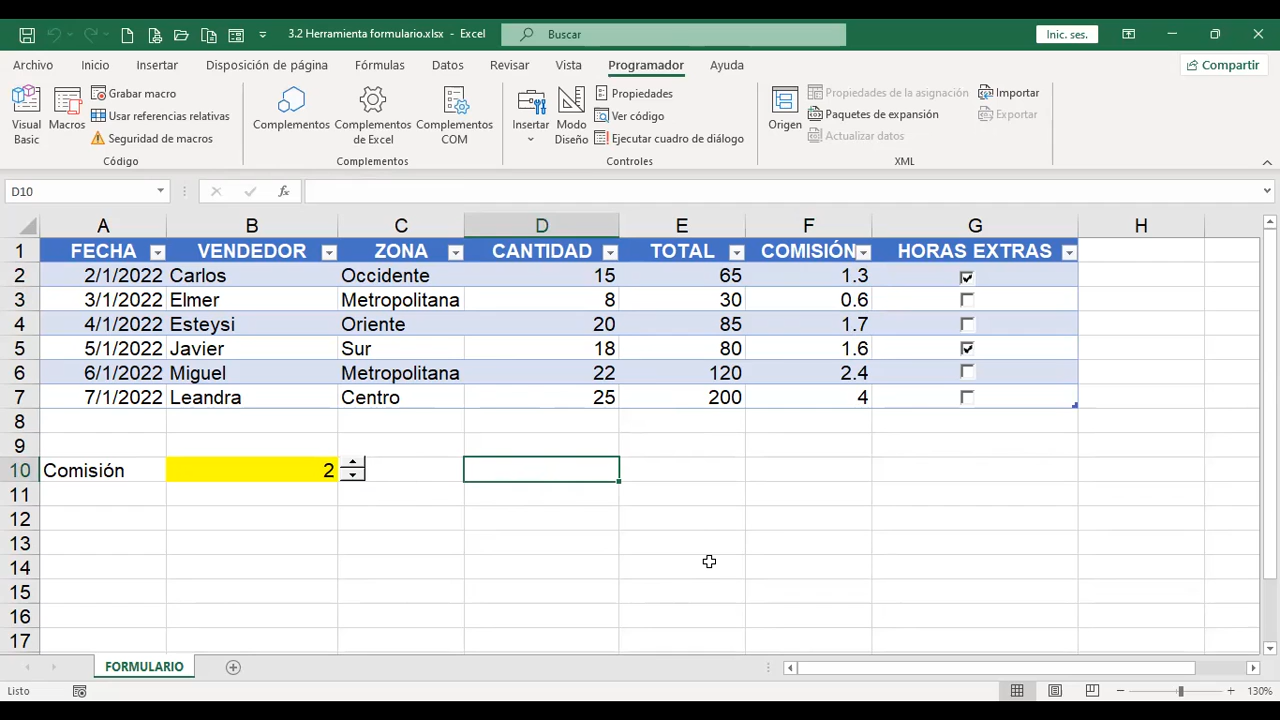 3.2 Herramienta formulario.xlsx - Excel
Buscar
Inic. ses.
Archivo Inicio Insertar Disposición de página Fórmulas Datos Revisar Vista Programador Ayuda Compartir
Visual Basic
Macros
Grabar macro
Usar referencias relativas
Seguridad de macros
Código
Complementos
Complementos de Excel
Complementos COM
Complementos
Insertar
Modo Diseño
Propiedades
Ver código
Ejecutar cuadro de diálogo
Controles
Origen
Propiedades de la asignación
Paquetes de expansión
Actualizar datos
Importar
Exportar
XML
D10 fx
A B C D E F G H
1 FECHA VENDEDOR ZONA CANTIDAD TOTAL COMISIÓN HORAS EXTRAS
2 2/1/2022 Carlos Occidente 15 65 1.3
3 3/1/2022 Elmer Metropolitana 8 30 0.6
4 4/1/2022 Esteysi Oriente 20 85 1.7
5 5/1/2022 Javier Sur 18 80 1.6
6 6/1/2022 Miguel Metropolitana 22 120 2.4
7 7/1/2022 Leandra Centro 25 200 4
8
9
10 Comisión 2
11
12
13
14
15
16
17
FORMULARIO
Listo 130%